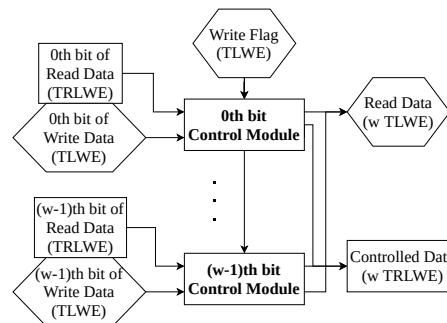 Write Flag
(TLWE)
0th bit of
Read Data
(TRLWE)
0th bit of
Write Data
(TLWE)
0th bit
Control Module
Read Data
(w TLWE)
(w-1)th bit of
Read Data
(TRLWE)
(w-1)th bit of
Write Data
(TLWE)
(w-1)th bit
Control Module
Controlled Data
(w TRLWE)